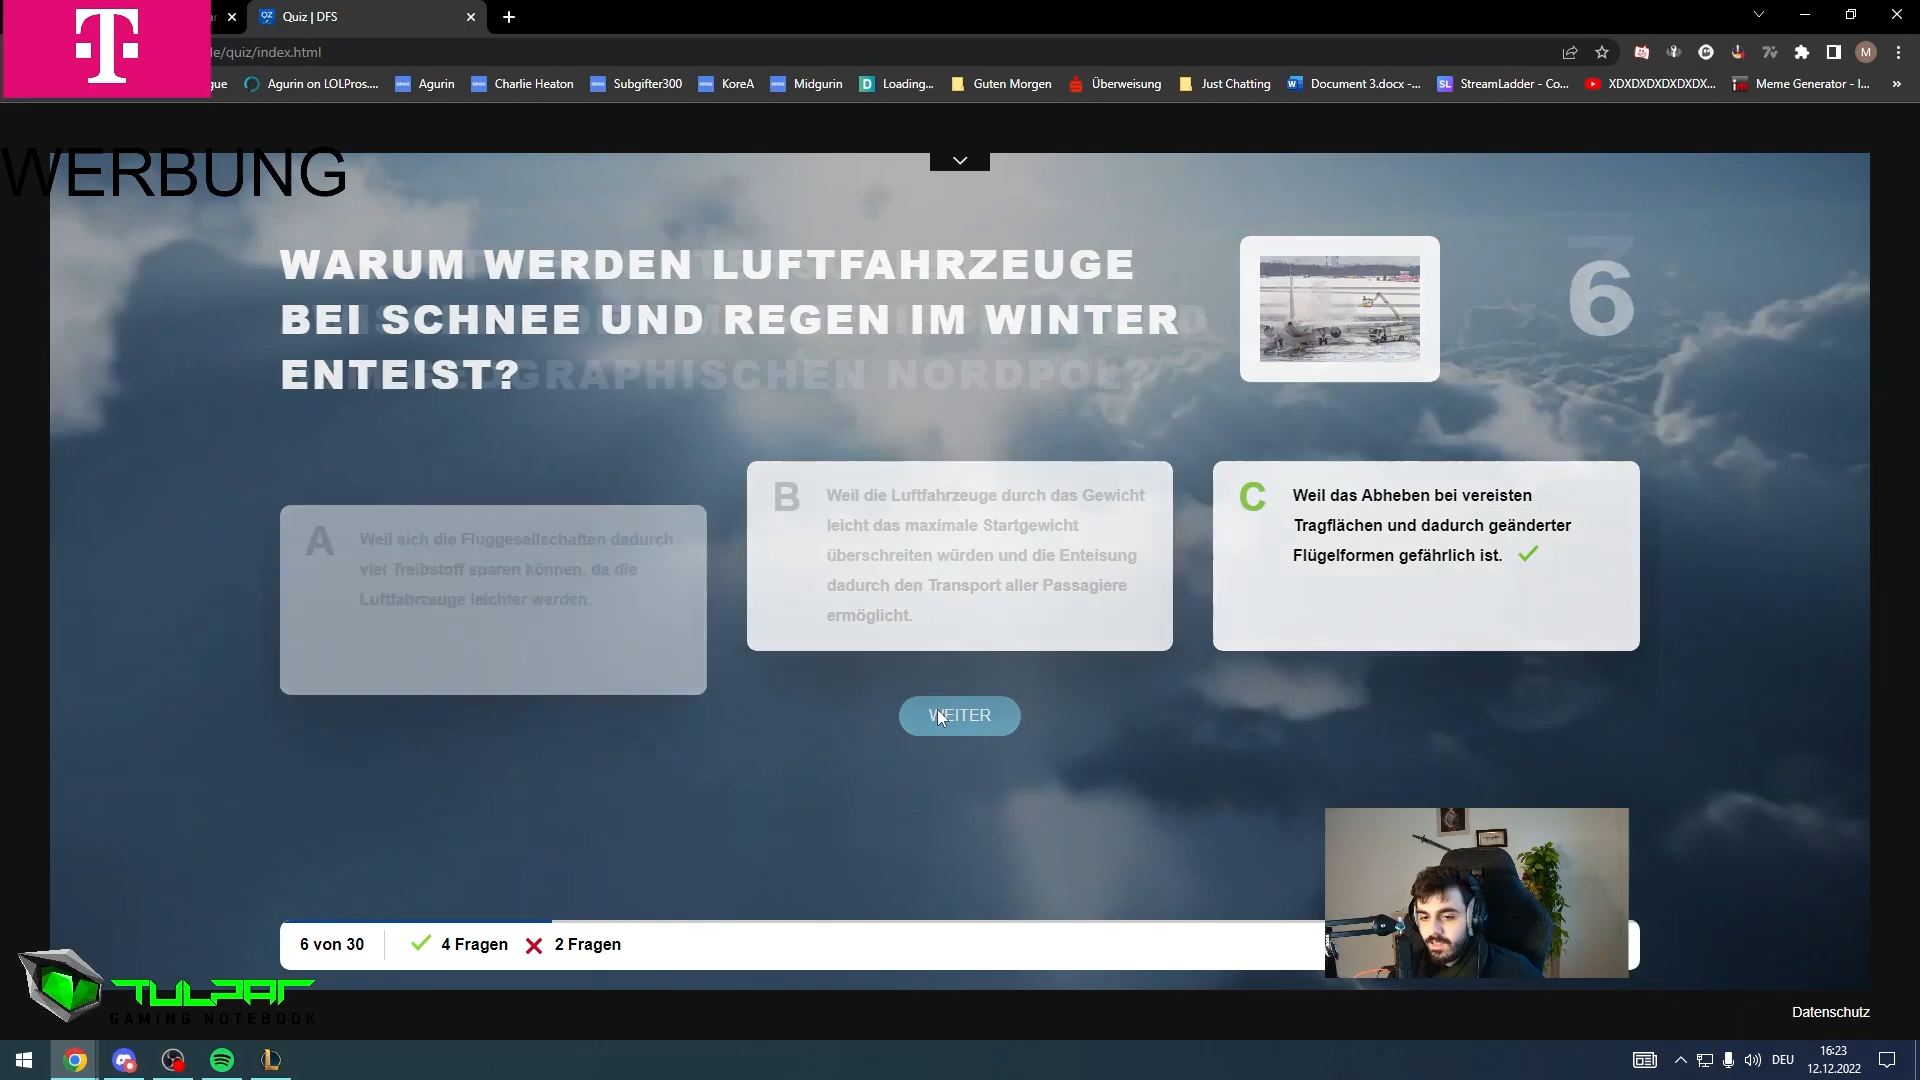 Quiz | DFS
le/quiz/index.html
M
gue
Agurin on LOLPros....
Agurin
Charlie Heaton
Subgifter300
KoreA
Midgurin
Loading...
Guten Morgen
Überweisung
Just Chatting
Document 3.docx -...
StreamLadder - Co...
XDXDXDXDXDXDX...
Meme Generator - I...
»
T
WERBUNG
WARUM WERDEN LUFTFAHRZEUGE
BEI SCHNEE UND REGEN IM WINTER
ENTEIST?
GRAPHISCHEN NORDPOL?
6
A
Weil sich die Fluggesellschaften dadurch
viel Treibstoff sparen können, da die
Luftfahrzeuge leichter werden.
B
Weil die Luftfahrzeuge durch das Gewicht
leicht das maximale Startgewicht
überschreiten würden und die Enteisung
dadurch den Transport aller Passagiere
ermöglicht.
C
Weil das Abheben bei vereisten
Tragflächen und dadurch geänderter
Flügelformen gefährlich ist.
WEITER
6 von 30
4 Fragen
2 Fragen
TULPAR
GAMING NOTEBOOK
Datenschutz
DEU
16:23
12.12.2022